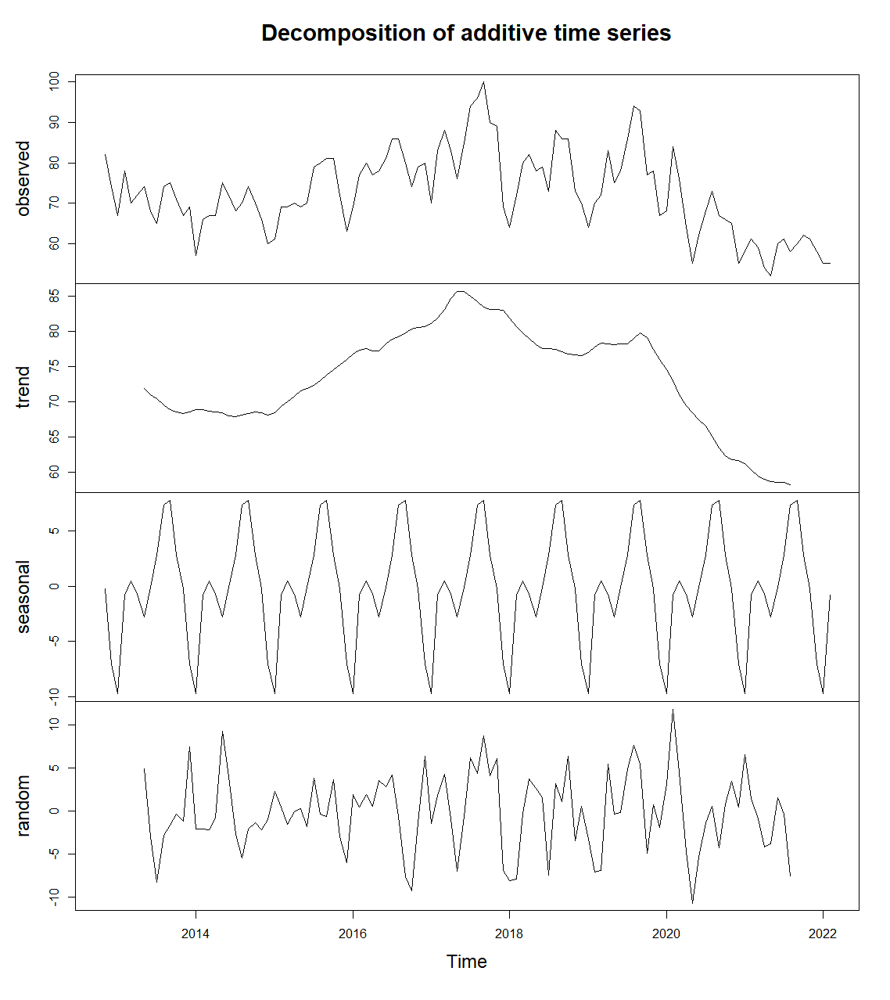 Decomposition of additive time series
observed
100
90
80
70
60
trend
85
80
75
70
65
60
seasonal
5
0
-5
-10
random
10
5
0
-5
-10
2014 2016 2018 2020 2022
Time